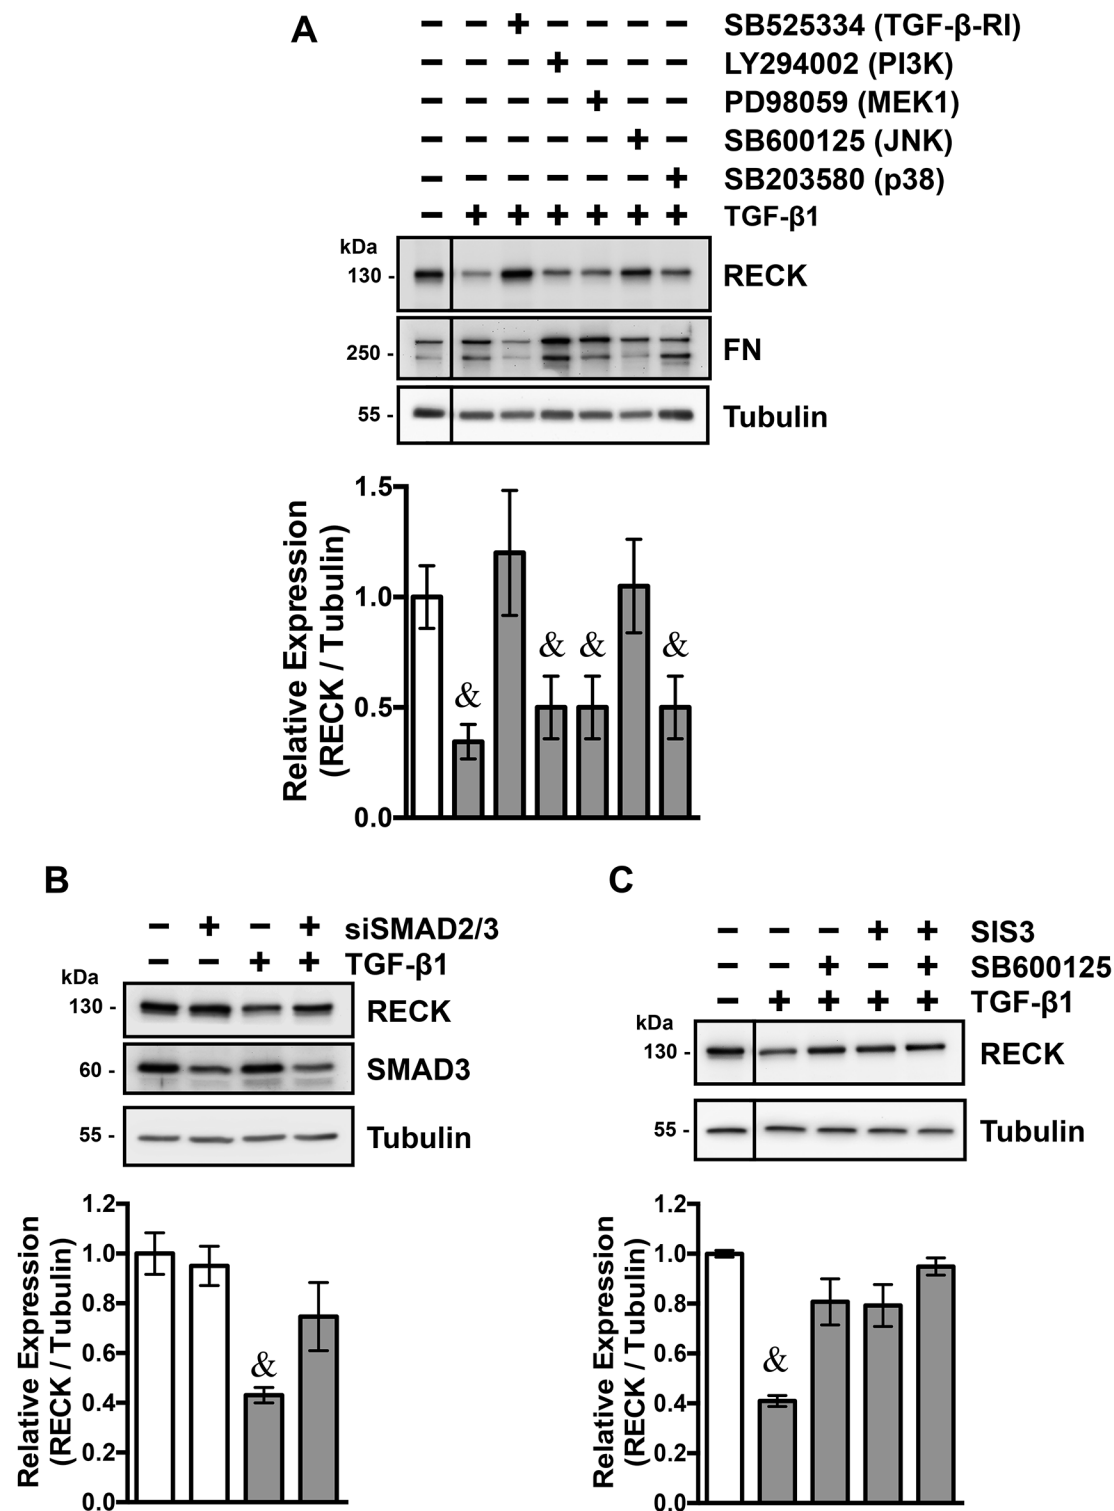 A
− − + − − − − SB525334 (TGF-β-RI)
− − − + − − − LY294002 (PI3K)
− − − − + − − PD98059 (MEK1)
− − − − − + − SB600125 (JNK)
− − − − − − + SB203580 (p38)
− + + + + + + TGF-β1
kDa
130 - RECK
250 - FN
55 - Tubulin
Relative Expression
(RECK / Tubulin)
1.5
1.0
0.5
0.0
& & & &
B
− + − + siSMAD2/3
− − + + TGF-β1
kDa
130 - RECK
60 - SMAD3
55 - Tubulin
Relative Expression
(RECK / Tubulin)
1.2
1.0
0.8
0.6
0.4
0.2
0.0
&
C
− − − + + SIS3
− − + − + SB600125
− + + + + TGF-β1
kDa
130 - RECK
55 - Tubulin
Relative Expression
(RECK / Tubulin)
1.2
1.0
0.8
0.6
0.4
0.2
0.0
&